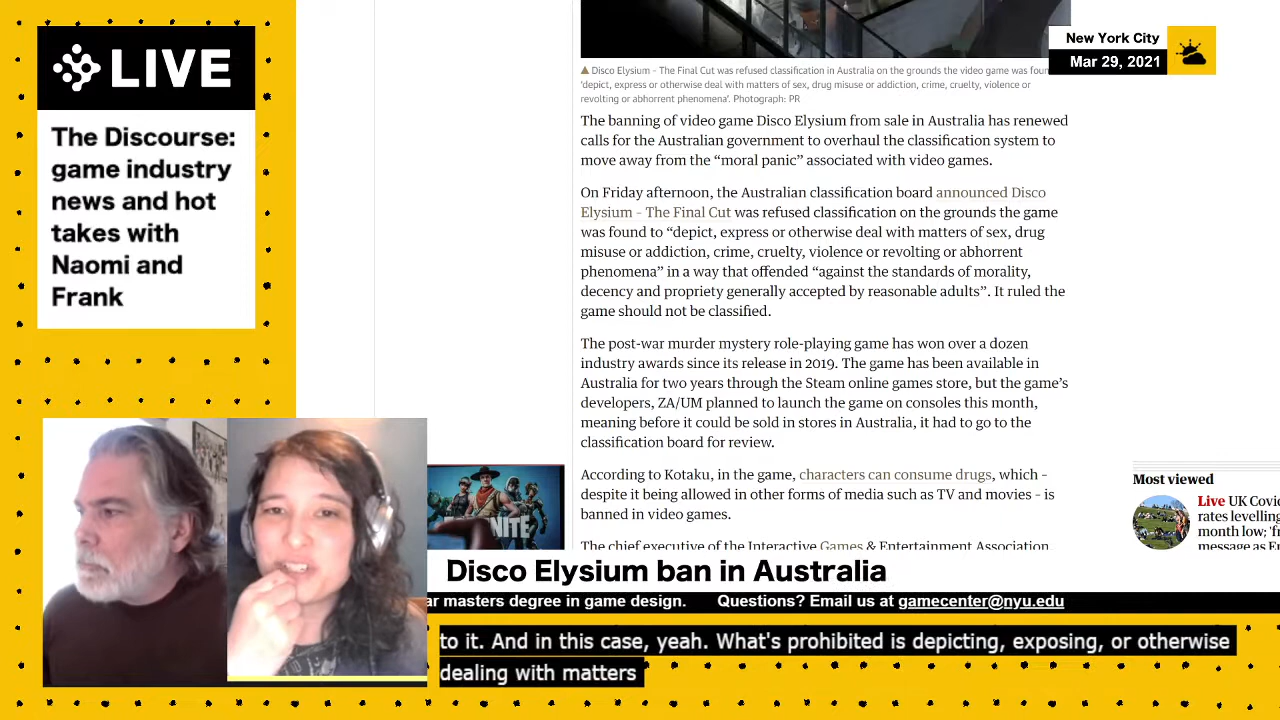 LIVE
The Discourse:
game industry
news and hot
takes with
Naomi and
Frank
New York City
Mar 29, 2021
Disco Elysium – The Final Cut was refused classification in Australia on the grounds the video game was foun
'depict, express or otherwise deal with matters of sex, drug misuse or addiction, crime, cruelty, violence or
revolting or abhorrent phenomena'. Photograph: PR
The banning of video game Disco Elysium from sale in Australia has renewed
calls for the Australian government to overhaul the classification system to
move away from the “moral panic” associated with video games.
On Friday afternoon, the Australian classification board announced Disco
Elysium – The Final Cut was refused classification on the grounds the game
was found to “depict, express or otherwise deal with matters of sex, drug
misuse or addiction, crime, cruelty, violence or revolting or abhorrent
phenomena” in a way that offended “against the standards of morality,
decency and propriety generally accepted by reasonable adults”. It ruled the
game should not be classified.
The post-war murder mystery role-playing game has won over a dozen
industry awards since its release in 2019. The game has been available in
Australia for two years through the Steam online games store, but the game’s
developers, ZA/UM planned to launch the game on consoles this month,
meaning before it could be sold in stores in Australia, it had to go to the
classification board for review.
According to Kotaku, in the game, characters can consume drugs, which –
despite it being allowed in other forms of media such as TV and movies – is
banned in video games.
The chief executive of the Interactive Games & Entertainment Association,
NITE
Most viewed
Live UK Covi
rates levelling
month low; 'f
message as E
Disco Elysium ban in Australia
ar masters degree in game design. Questions? Email us at gamecenter@nyu.edu
to it. And in this case, yeah. What's prohibited is depicting, exposing, or otherwise
dealing with matters